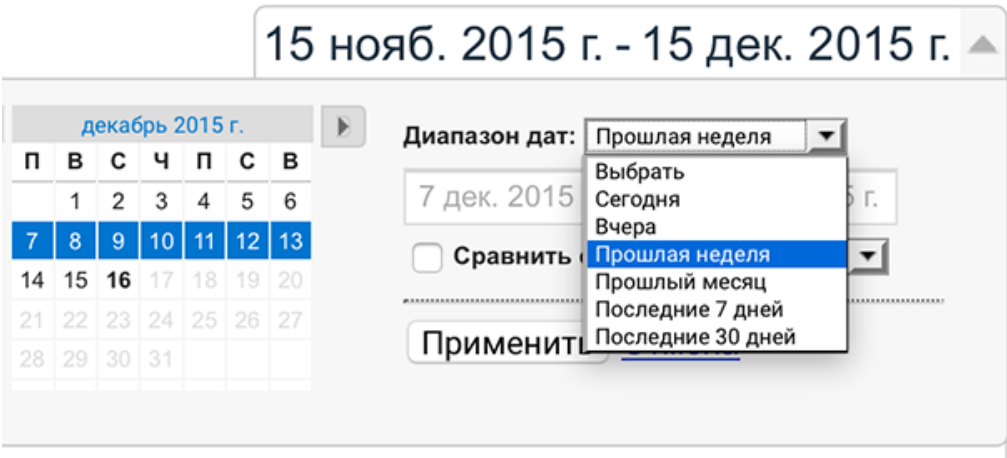 15 нояб. 2015 г. - 15 дек. 2015 г.
декабрь 2015 г.
П В С Ч П С В
1 2 3 4 5 6
7 8 9 10 11 12 13
14 15 16 17 18 19 20
21 22 23 24 25 26 27
28 29 30 31
Диапазон дат: Прошлая неделя
Выбрать
7 дек. 2015 г.
Сегодня
Вчера
Сравнить
Прошлая неделя
Прошлый месяц
Последние 7 дней
Применить
Последние 30 дней